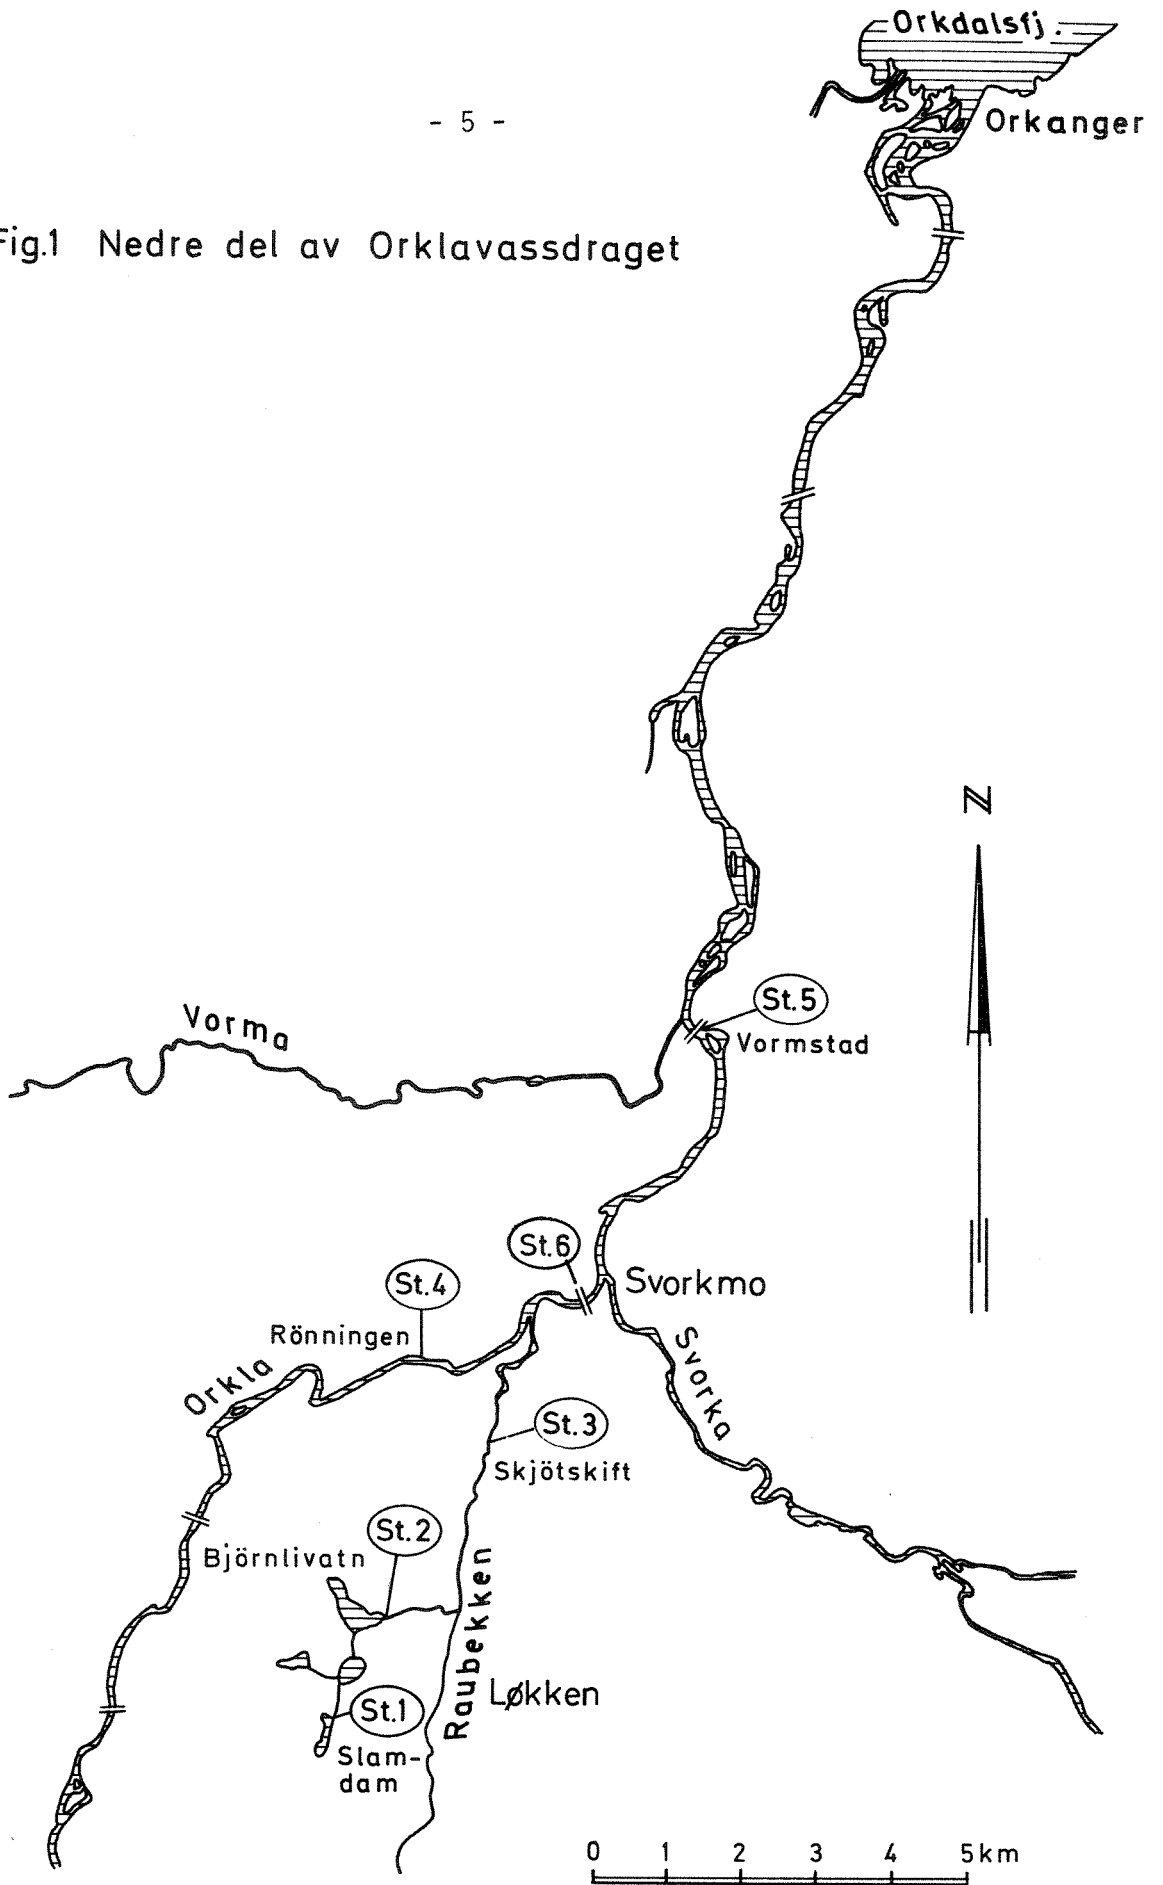 Orkdalsfj.
- 5 -
Orkanger
Fig.1 Nedre del av Orklavassdraget
N
St.5
Vorma
Vormstad
St.6
St.4
Svorkmo
Rönningen
Orkla
Svorka
St.3
Skjötskift
St.2
Björnlivatn
Raubekken
Løkken
St.1
Slam-
dam
0 1 2 3 4 5km